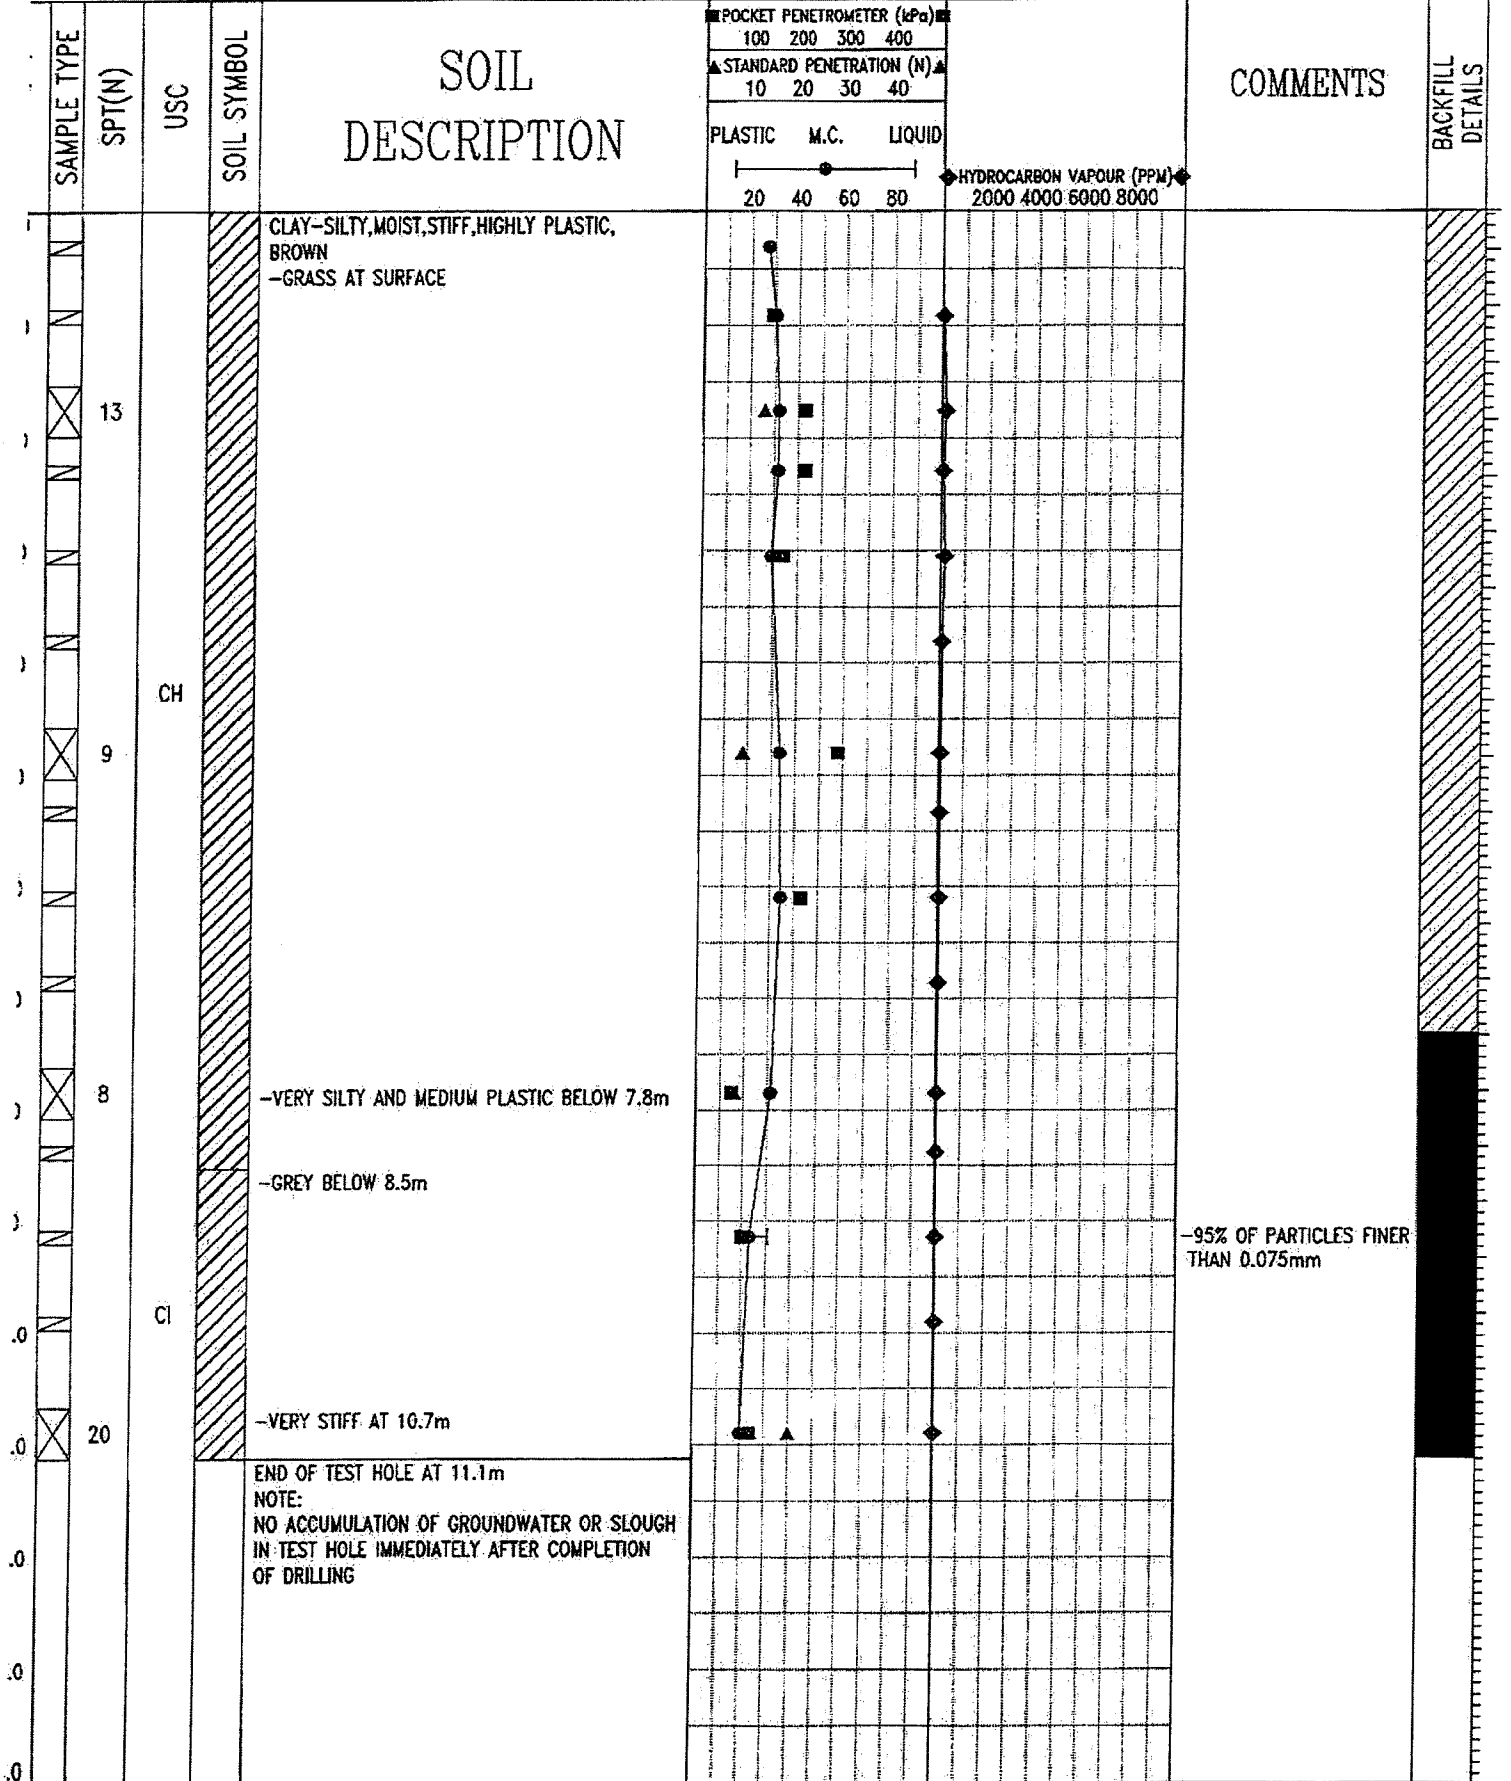 SAMPLE TYPE
SPT(N)
USC
SOIL SYMBOL
SOIL
DESCRIPTION
■POCKET PENETROMETER (kPa)■
100 200 300 400
▲STANDARD PENETRATION (N)▲
10 20 30 40
PLASTIC M.C. LIQUID
20 40 60 80
◆HYDROCARBON VAPOUR (PPM)◆
2000 4000 6000 8000
COMMENTS
BACKFILL
DETAILS
CLAY-SILTY,MOIST,STIFF,HIGHLY PLASTIC,
BROWN
-GRASS AT SURFACE
13
CH
9
8
-VERY SILTY AND MEDIUM PLASTIC BELOW 7.8m
-GREY BELOW 8.5m
-95% OF PARTICLES FINER
THAN 0.075mm
CI
.0
-VERY STIFF AT 10.7m
20
.0
END OF TEST HOLE AT 11.1m
NOTE:
NO ACCUMULATION OF GROUNDWATER OR SLOUGH
IN TEST HOLE IMMEDIATELY AFTER COMPLETION
OF DRILLING
.0
.0
.0